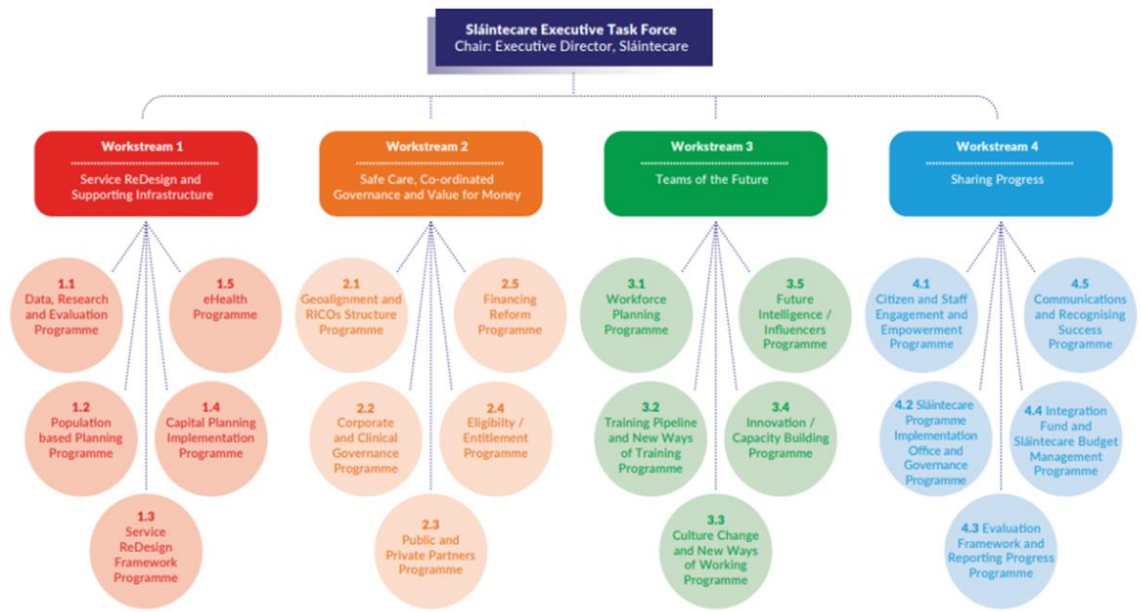 Sláintecare Executive Task Force
Chair: Executive Director, Sláintecare
Workstream 1
Service ReDesign and
Supporting Infrastructure
1.1
Data, Research
and Evaluation
Programme
1.5
eHealth
Programme
1.2
Population
based Planning
Programme
1.4
Capital Planning
Implementation
Programme
1.3
Service
ReDesign
Framework
Programme
Workstream 2
Safe Care, Co-ordinated
Governance and Value for Money
2.1
Geoalignment and
RICOs Structure
Programme
2.5
Financing
Reform
Programme
2.2
Corporate
and Clinical
Governance
Programme
2.4
Eligibilty /
Entitlement
Programme
2.3
Public and
Private Partners
Programme
Workstream 3
Teams of the Future
3.1
Workforce
Planning
Programme
3.5
Future
Intelligence /
Influencers
Programme
3.2
Training Pipeline
and New Ways
of Training
Programme
3.4
Innovation /
Capacity Building
Programme
3.3
Culture Change
and New Ways
of Working
Programme
Workstream 4
Sharing Progress
4.1
Citizen and Staff
Engagement and
Empowerment
Programme
4.5
Communications
and Recognising
Success
Programme
4.2 Sláintecare
Programme
Implementation
Office and
Governance
Programme
4.4 Integration
Fund and
Sláintecare Budget
Management
Programme
4.3 Evaluation
Framework and
Reporting Progress
Programme